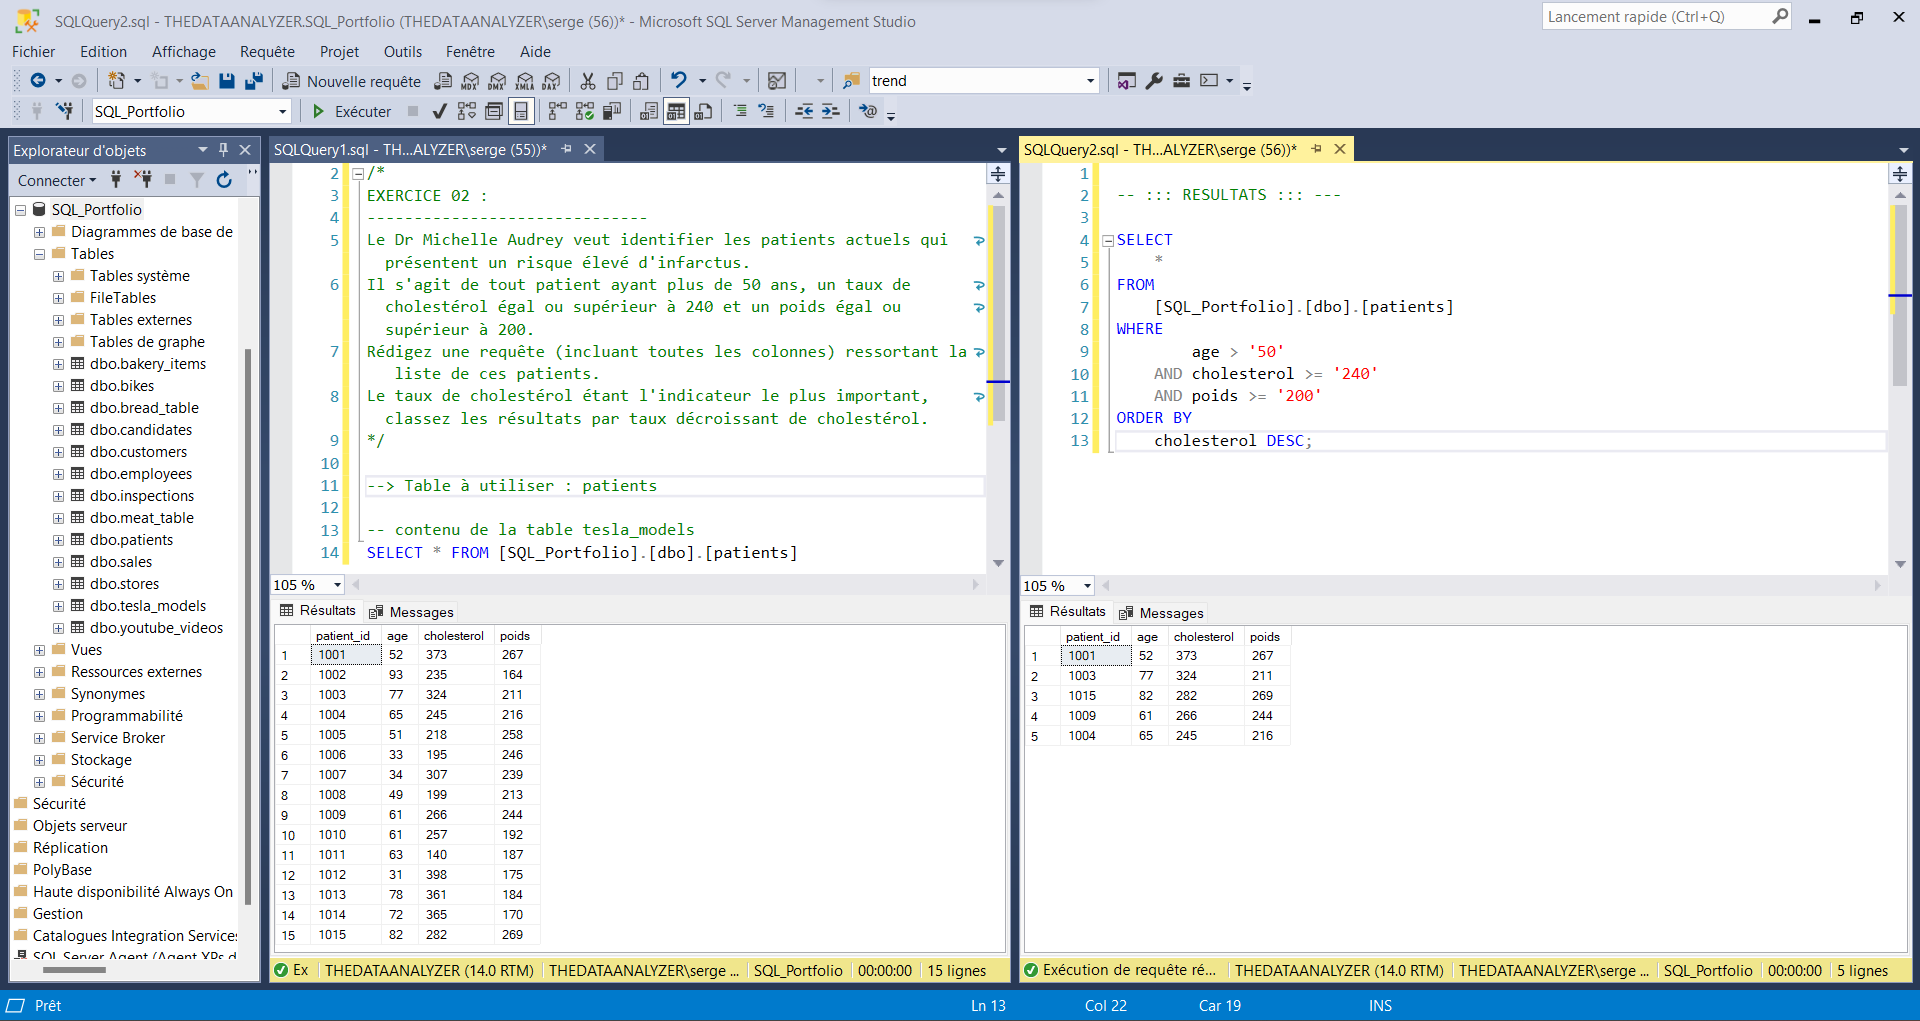 SQLQuery2.sql - THEDATAANALYZER.SQL_Portfolio (THEDATAANALYZER\serge (56))* - Microsoft SQL Server Management Studio
Lancement rapide (Ctrl+Q)
Fichier Edition Affichage Requête Projet Outils Fenêtre Aide
Nouvelle requête MDX DMX XMLA DAX trend
SQL_Portfolio Exécuter
Explorateur d'objets
Connecter
SQL_Portfolio
Diagrammes de base de
Tables
Tables système
FileTables
Tables externes
Tables de graphe
dbo.bakery_items
dbo.bikes
dbo.bread_table
dbo.candidates
dbo.customers
dbo.employees
dbo.inspections
dbo.meat_table
dbo.patients
dbo.sales
dbo.stores
dbo.tesla_models
dbo.youtube_videos
Vues
Ressources externes
Synonymes
Programmabilité
Service Broker
Stockage
Sécurité
Sécurité
Objets serveur
Réplication
PolyBase
Haute disponibilité Always On
Gestion
Catalogues Integration Services
SQL Server Agent (Agent XPs d
SQLQuery1.sql - TH...ALYZER\serge (55))*
2 /*
3 EXERCICE 02 :
4 ------------------------------
5 Le Dr Michelle Audrey veut identifier les patients actuels qui
présentent un risque élevé d'infarctus.
6 Il s'agit de tout patient ayant plus de 50 ans, un taux de
cholestérol égal ou supérieur à 240 et un poids égal ou
supérieur à 200.
7 Rédigez une requête (incluant toutes les colonnes) ressortant la
liste de ces patients.
8 Le taux de cholestérol étant l'indicateur le plus important,
classez les résultats par taux décroissant de cholestérol.
9 */
10
11 --> Table à utiliser : patients
12
13 -- contenu de la table tesla_models
14 SELECT * FROM [SQL_Portfolio].[dbo].[patients]
105 %
Résultats Messages
patient_id age cholesterol poids
1 1001 52 373 267
2 1002 93 235 164
3 1003 77 324 211
4 1004 65 245 216
5 1005 51 218 258
6 1006 33 195 246
7 1007 34 307 239
8 1008 49 199 213
9 1009 61 266 244
10 1010 61 257 192
11 1011 63 140 187
12 1012 31 398 175
13 1013 78 361 184
14 1014 72 365 170
15 1015 82 282 269
Ex THEDATAANALYZER (14.0 RTM) THEDATAANALYZER\serge ... SQL_Portfolio 00:00:00 15 lignes
SQLQuery2.sql - TH...ALYZER\serge (56))*
1
2 -- ::: RESULTATS ::: ---
3
4 SELECT
5 *
6 FROM
7 [SQL_Portfolio].[dbo].[patients]
8 WHERE
9 age > '50'
10 AND cholesterol >= '240'
11 AND poids >= '200'
12 ORDER BY
13 cholesterol DESC;
105 %
Résultats Messages
patient_id age cholesterol poids
1 1001 52 373 267
2 1003 77 324 211
3 1015 82 282 269
4 1009 61 266 244
5 1004 65 245 216
Exécution de requête ré... THEDATAANALYZER (14.0 RTM) THEDATAANALYZER\serge ... SQL_Portfolio 00:00:00 5 lignes
Prêt Ln 13 Col 22 Car 19 INS